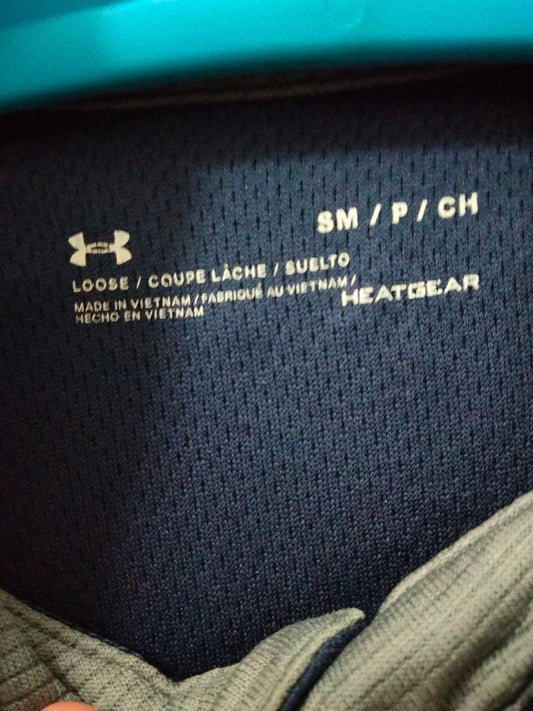 SM / P / CH
LOOSE / COUPE LÂCHE / SUELTO
MADE IN VIETNAM / FABRIQUÉ AU VIETNAM /
HECHO EN VIETNAM
HEATGEAR